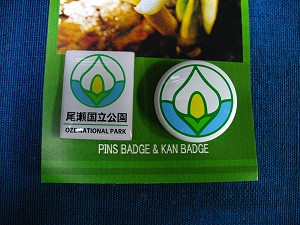 尾瀬国立公園
OZE NATIONAL PARK
PINS BADGE & KAN BADGE